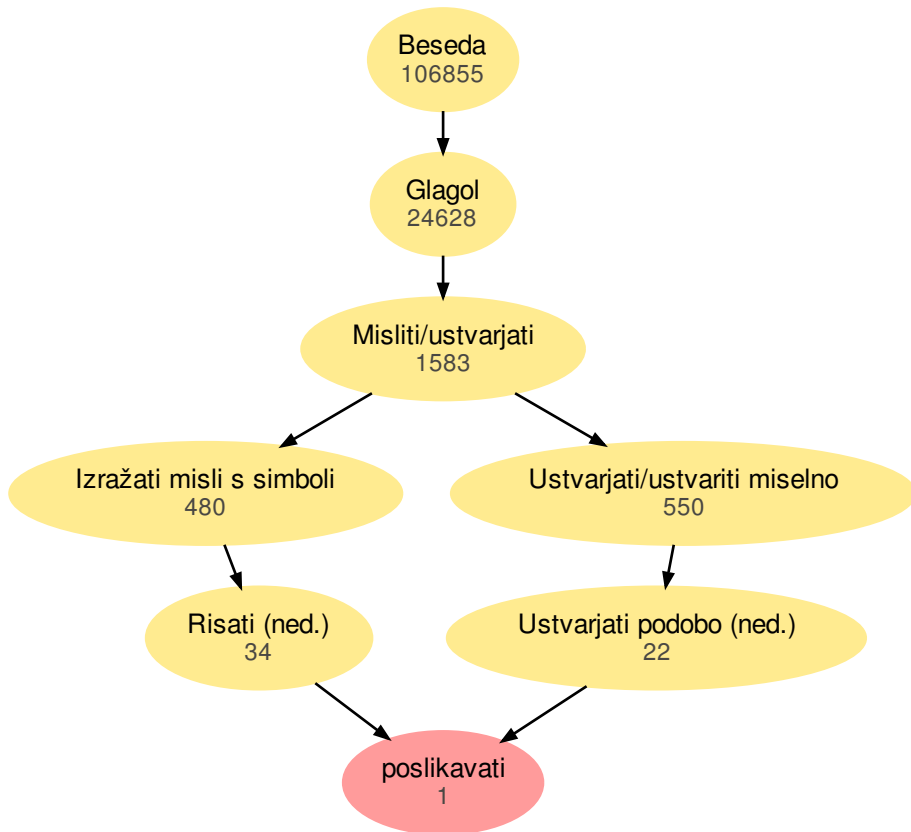 Beseda
106855
Glagol
24628
Misliti/ustvarjati
1583
Izražati misli s simboli
480
Ustvarjati/ustvariti miselno
550
Risati (ned.)
34
Ustvarjati podobo (ned.)
22
poslikavati
1